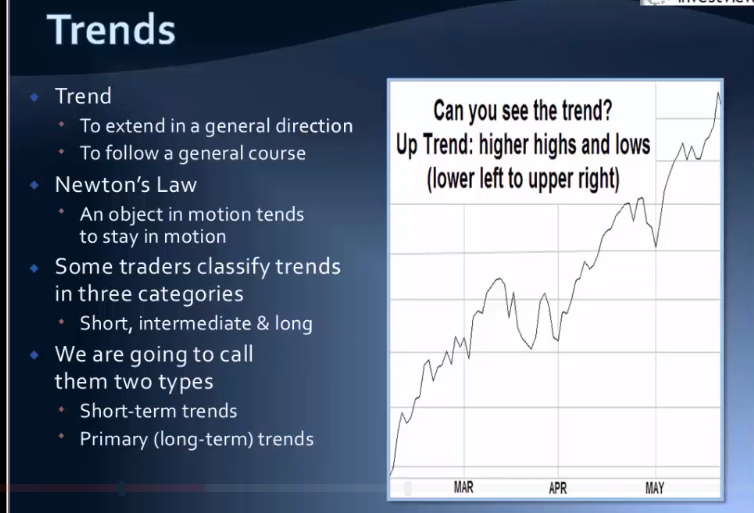 Trends
Trend
To extend in a general direction
To follow a general course
Newton's Law
An object in motion tends
to stay in motion
Some traders classify trends
in three categories
Short, intermediate & long
We are going to call
them two types
Short-term trends
Primary (long-term) trends
Can you see the trend?
Up Trend: higher highs and lows
(lower left to upper right)
MAR
APR
MAY